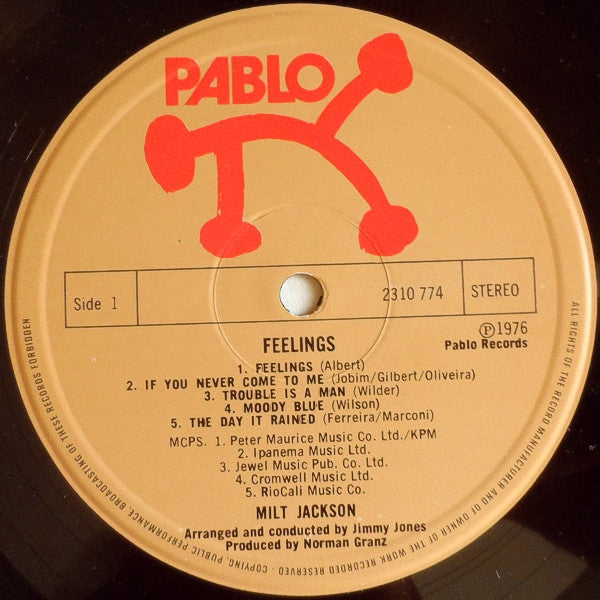 PABLO
Side 1
2310 774
STEREO
Ⓟ 1976
Pablo Records
FEELINGS
1. FEELINGS (Albert)
2. IF YOU NEVER COME TO ME (Jobim/Gilbert/Oliveira)
3. TROUBLE IS A MAN (Wilder)
4. MOODY BLUE (Wilson)
5. THE DAY IT RAINED (Ferreira/Marconi)
MCPS. 1. Peter Maurice Music Co. Ltd./KPM
2. Ipanema Music Ltd.
3. Jewel Music Pub. Co. Ltd.
4. Cromwell Music Ltd.
5. RioCali Music Co.
MILT JACKSON
Arranged and conducted by Jimmy Jones
Produced by Norman Granz
ALL RIGHTS OF THE RECORD MANUFACTURER AND OF OWNER OF THE WORK RECORDED RESERVED - COPYING, PUBLIC PERFORMANCE, BROADCASTING OF THESE RECORDS FORBIDDEN